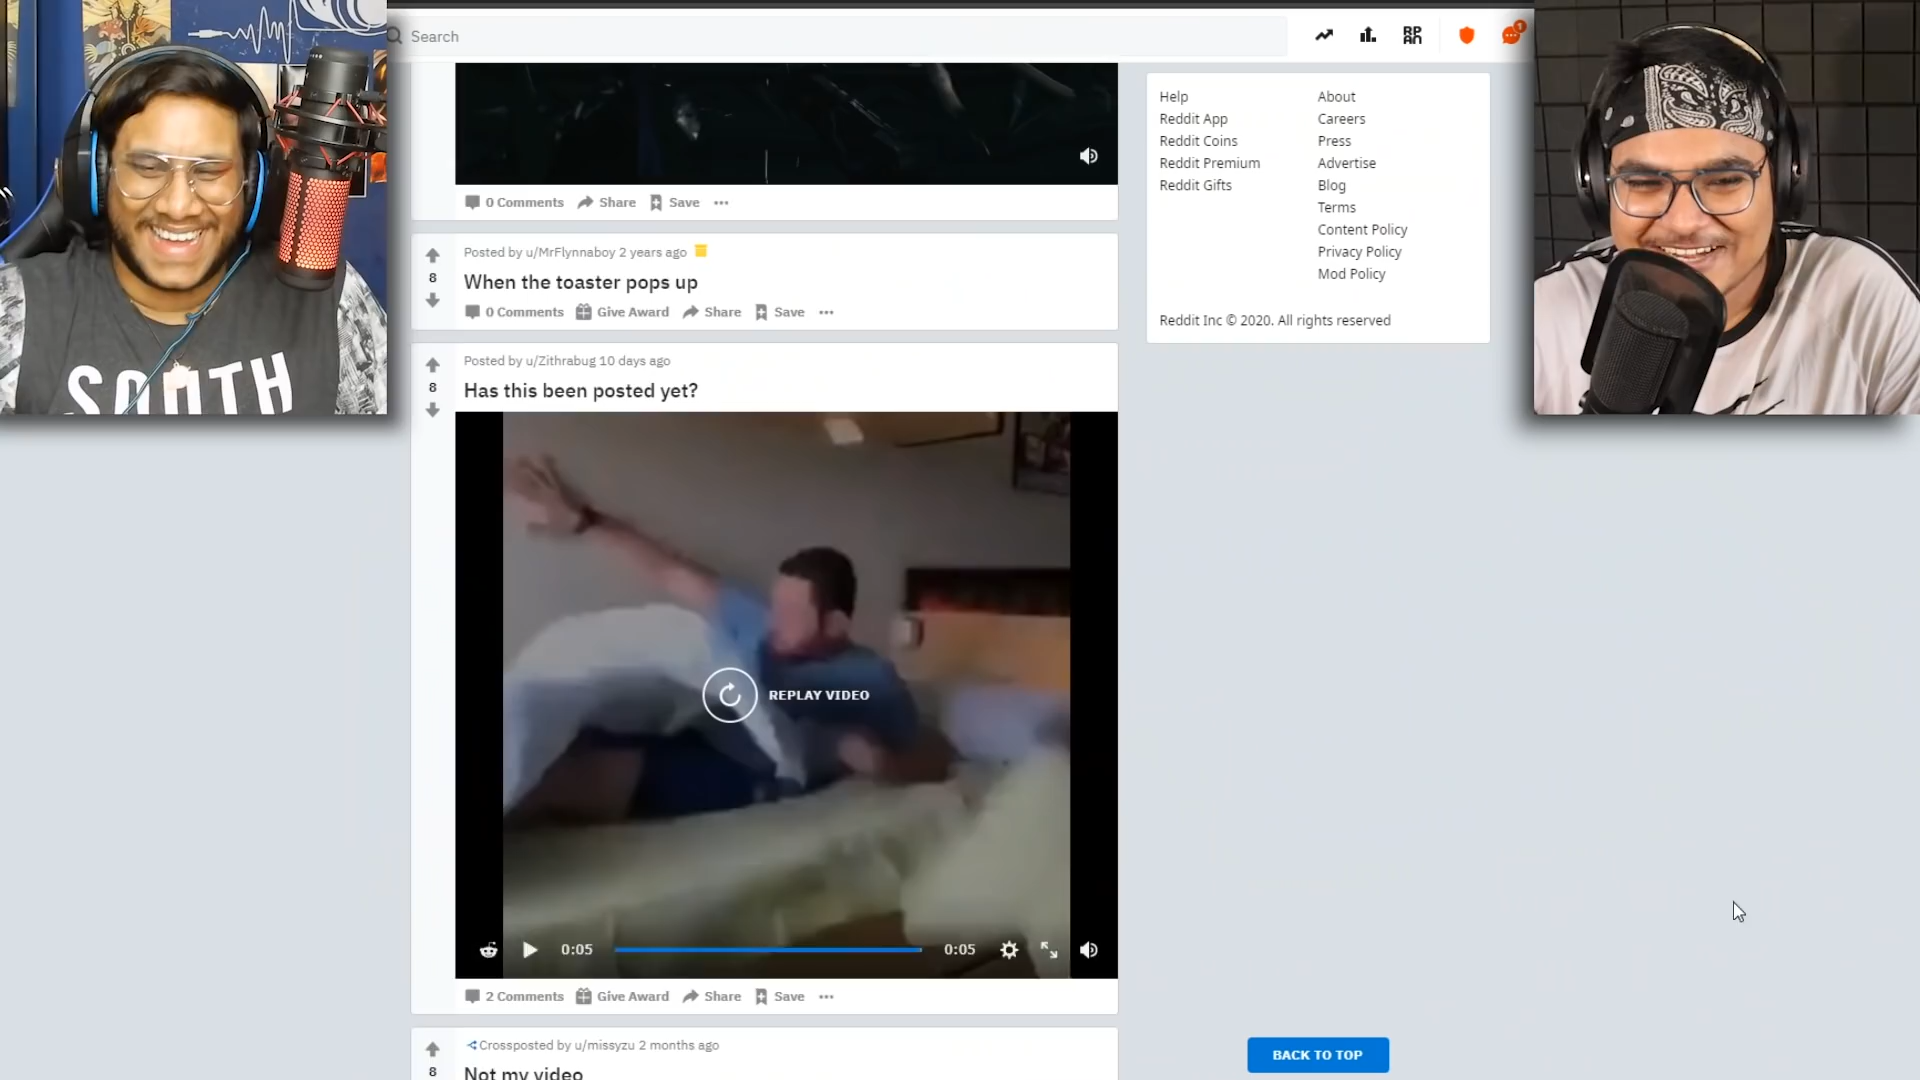 Search
0 Comments Share Save
Posted by u/MrFlynnaboy 2 years ago
8
When the toaster pops up
0 Comments Give Award Share Save
Posted by u/Zithrabug 10 days ago
8
Has this been posted yet?
REPLAY VIDEO
0:05 0:05
2 Comments Give Award Share Save
Crossposted by u/missyzu 2 months ago
8
Not my video
Help About
Reddit App Careers
Reddit Coins Press
Reddit Premium Advertise
Reddit Gifts Blog
Terms
Content Policy
Privacy Policy
Mod Policy
Reddit Inc © 2020. All rights reserved
BACK TO TOP
SOUTH
RPAN
1